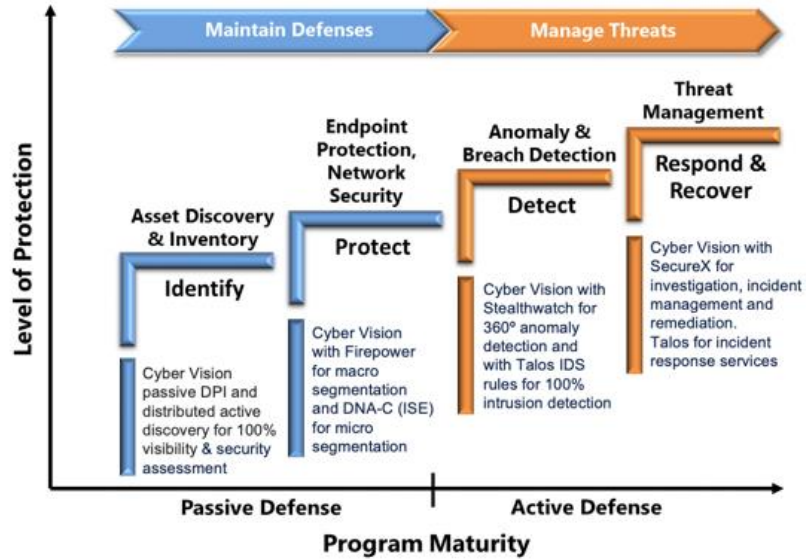 Maintain Defenses
Manage Threats
Level of Protection
Asset Discovery
& Inventory
Identify
Cyber Vision
passive DPI and
distributed active
discovery for 100%
visibility & security
assessment
Endpoint
Protection,
Network
Security
Protect
Cyber Vision
with Firepower
for macro
segmentation
and DNA-C (ISE)
for micro
segmentation
Anomaly &
Breach Detection
Detect
Cyber Vision with
Stealthwatch for
360º anomaly
detection and
with Talos IDS
rules for 100%
intrusion detection
Threat
Management
Respond &
Recover
Cyber Vision with
SecureX for
investigation, incident
management and
remediation.
Talos for incident
response services
Passive Defense
Active Defense
Program Maturity